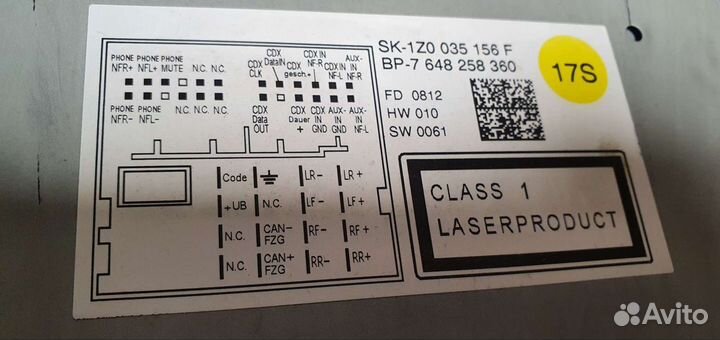 SK-1Z0 035 156 F
BP-7 648 258 360
17S
FD 0812
HW 010
SW 0061
CLASS 1
LASERPRODUCT
PHONE PHONE PHONE
NFR+ NFL+ MUTE N.C. N.C. N.C.
CDX CLK
CDX DataIN
CDX gesch.+
CDX IN NF-R
CDX IN NF-L
AUX- IN NF-R
PHONE PHONE
NFR- NFL- N.C. N.C. N.C.
CDX Data OUT
CDX Dauer +
CDX IN GND
AUX- IN GND
AUX- IN NF-L
Code LR- LR+
+UB N.C. LF- LF+
N.C. CAN- FZG RF- RF+
N.C. CAN+ FZG RR- RR+
Avito